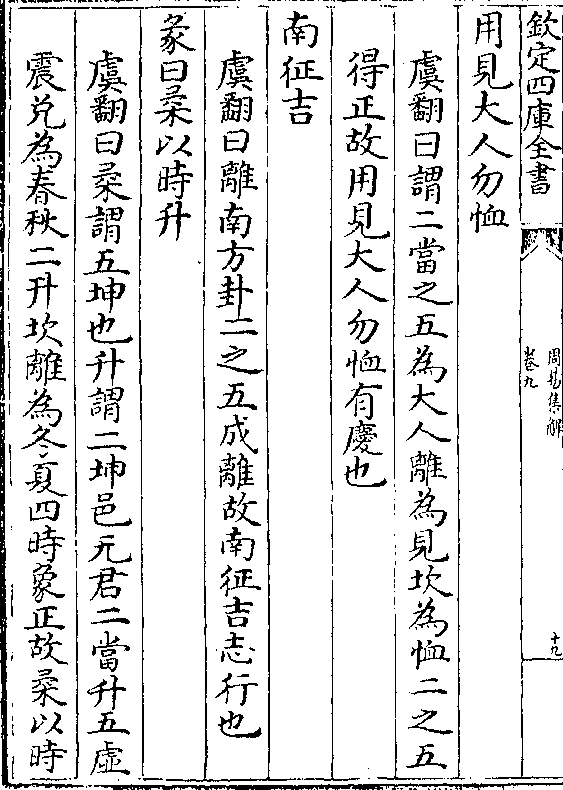 欽定四庫全書
周易集解
卷九
十九
用見大人勿恤
虞翻曰謂二當之五為大人離為見坎為恤二之五
得正故用見大人勿恤有慶也
南征吉
虞翻曰離南方卦二之五成離故南征吉志行也
彖曰柔以時升
虞翻曰柔謂五坤也升謂二坤邑无君二當升五虛
震兌為春秋二升坎離為冬夏四時象正故柔以時